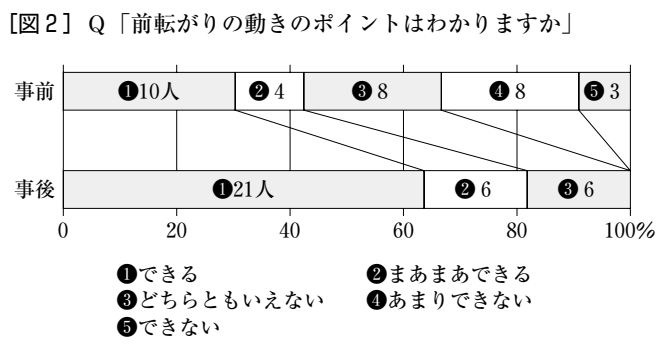 ［図２］ Q「前転がりの動きのポイントはわかりますか」
事前 ❶10人 ❷4 ❸8 ❹8 ❺3
事後 ❶21人 ❷6 ❸6
0 20 40 60 80 100%
❶できる ❷まあまあできる
❸どちらともいえない ❹あまりできない
❺できない